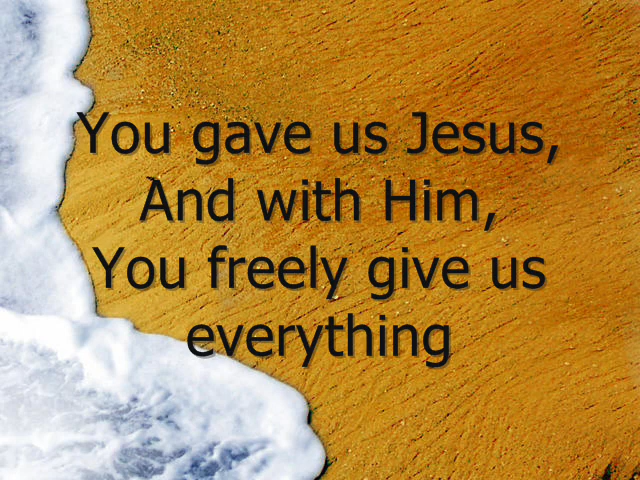 You gave us Jesus,
And with Him,
You freely give us
everything